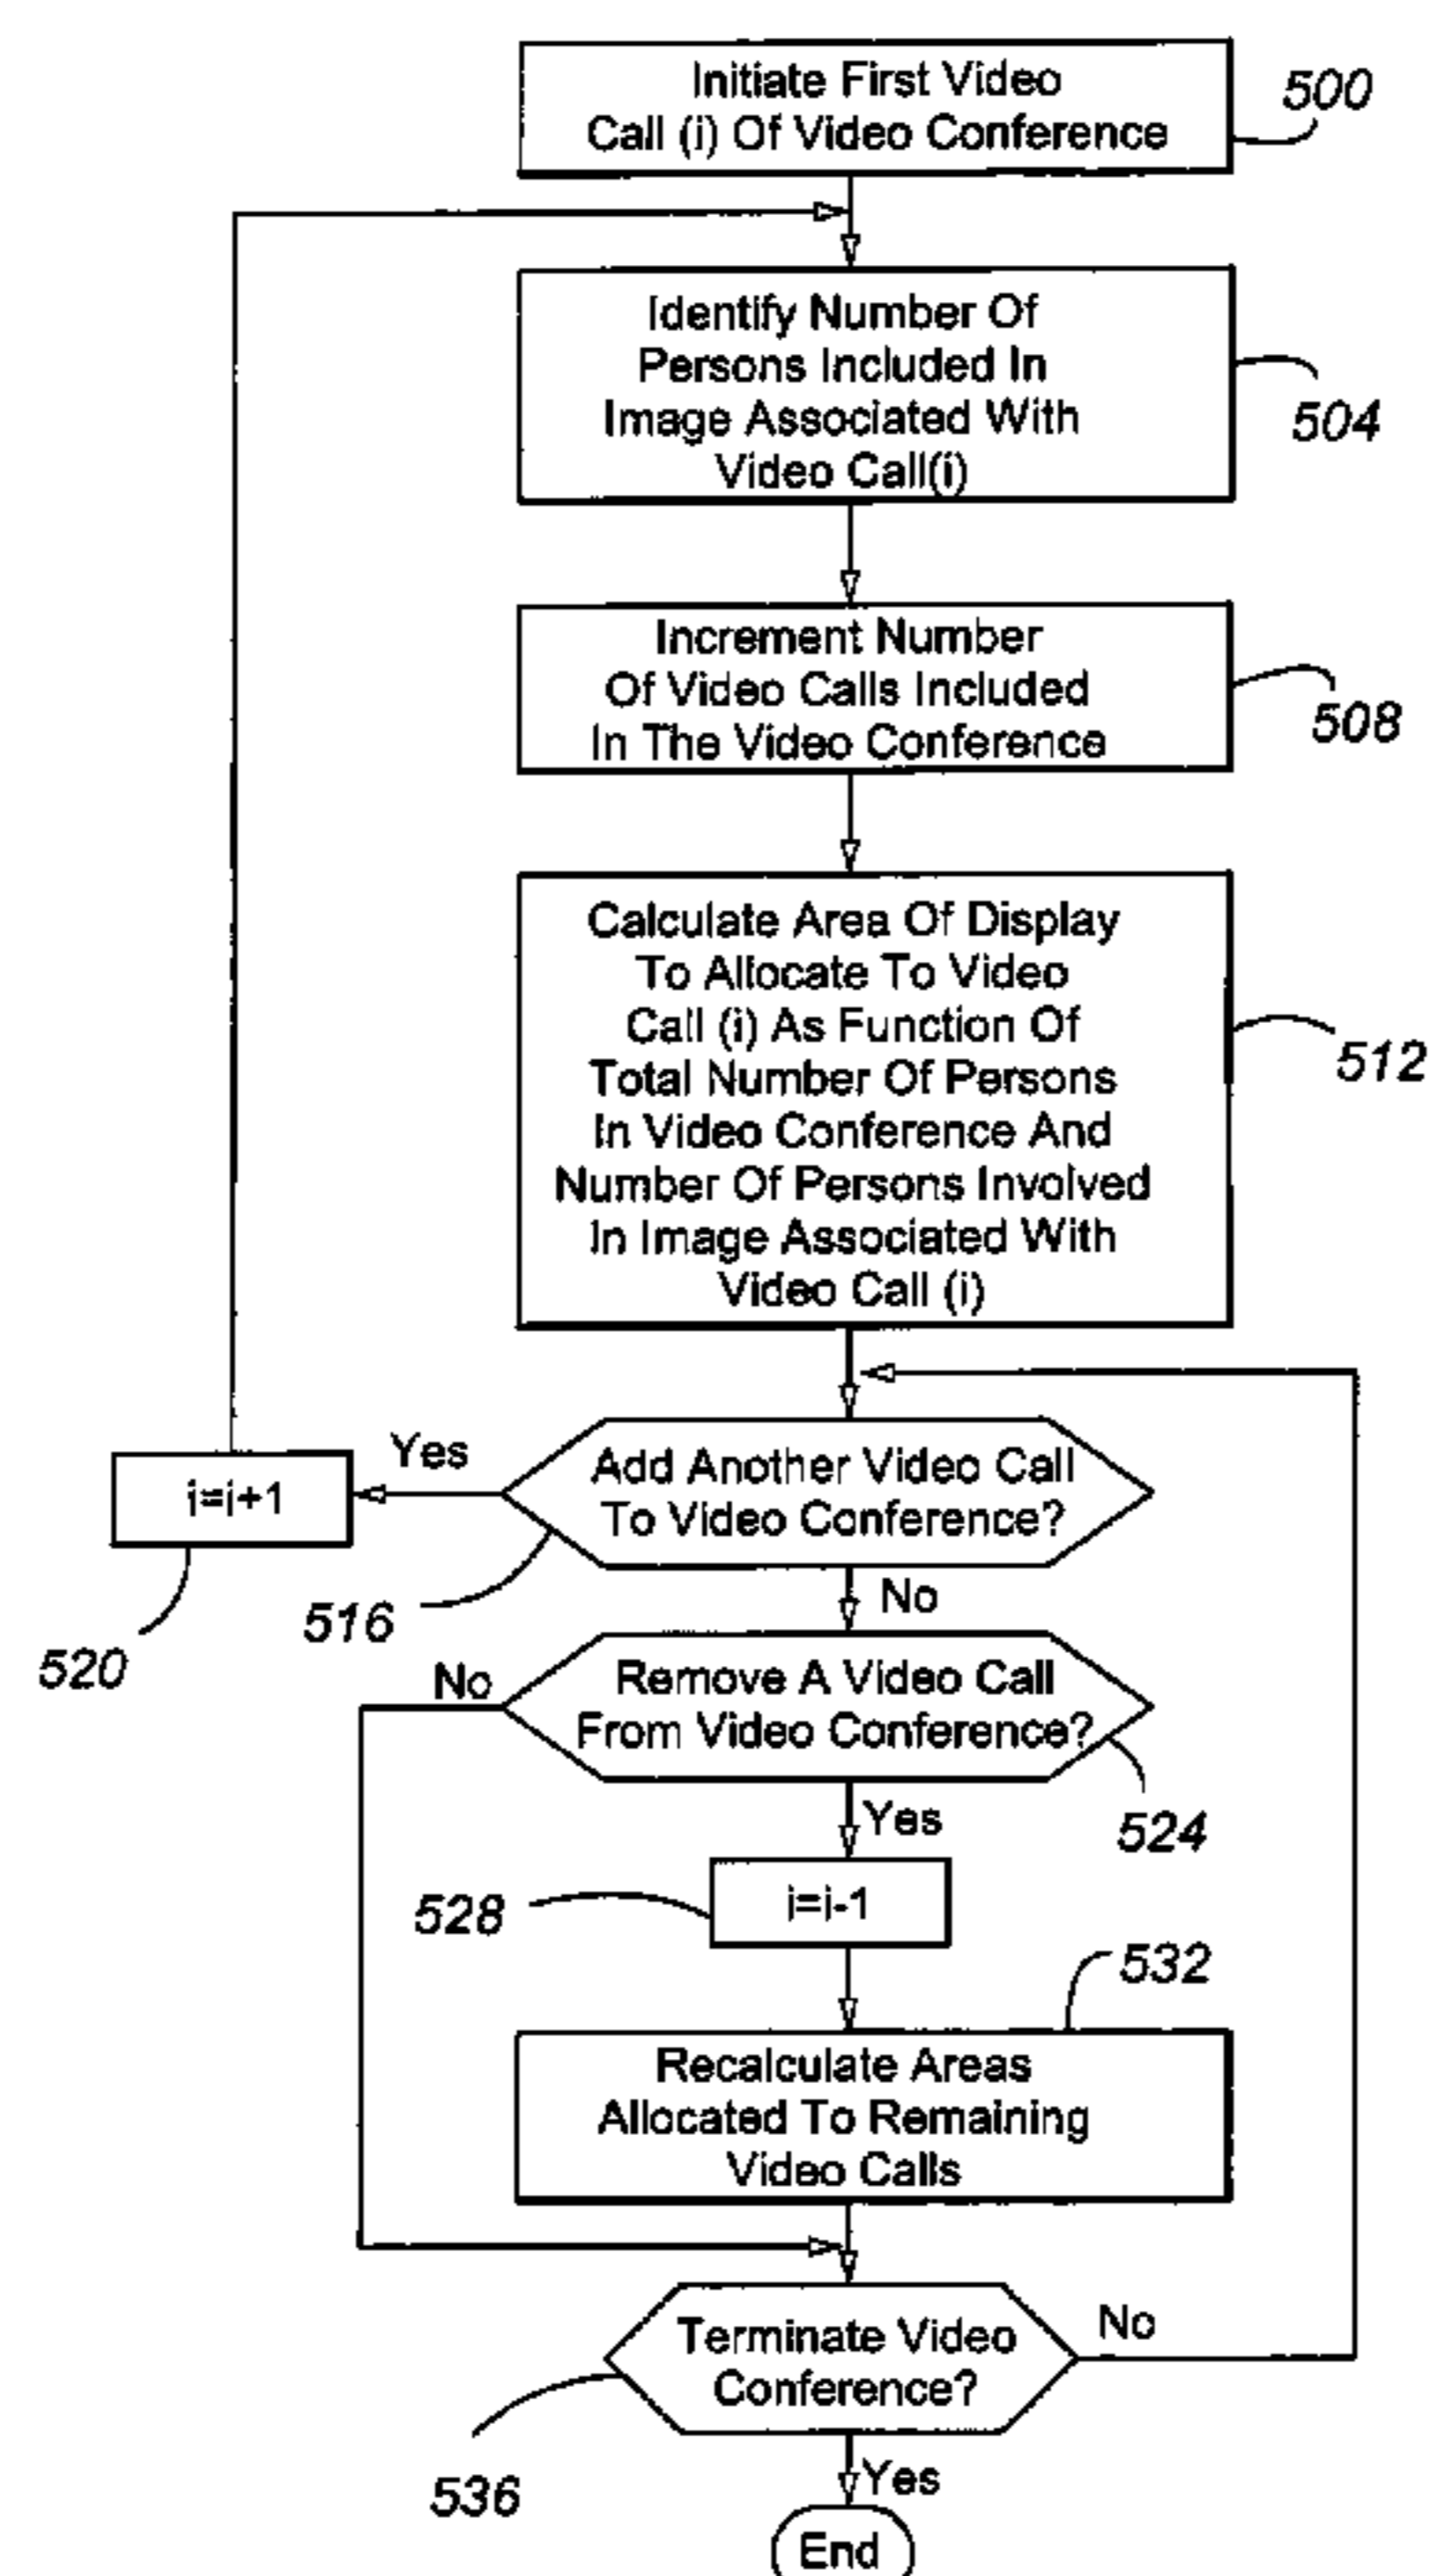 Initiate First Video
Call (i) Of Video Conference
500
Identify Number Of
Persons Included In
Image Associated With
Video Call(i)
504
Increment Number
Of Video Calls Included
In The Video Conference
508
Calculate Area Of Display
To Allocate To Video
Call (i) As Function Of
Total Number Of Persons
In Video Conference And
Number Of Persons Involved
In Image Associated With
Video Call (i)
512
Add Another Video Call
To Video Conference?
516
Yes
i=i+1
520
No
Remove A Video Call
From Video Conference?
524
No
Yes
i=i-1
528
532
Recalculate Areas
Allocated To Remaining
Video Calls
Terminate Video
Conference?
No
536
Yes
End